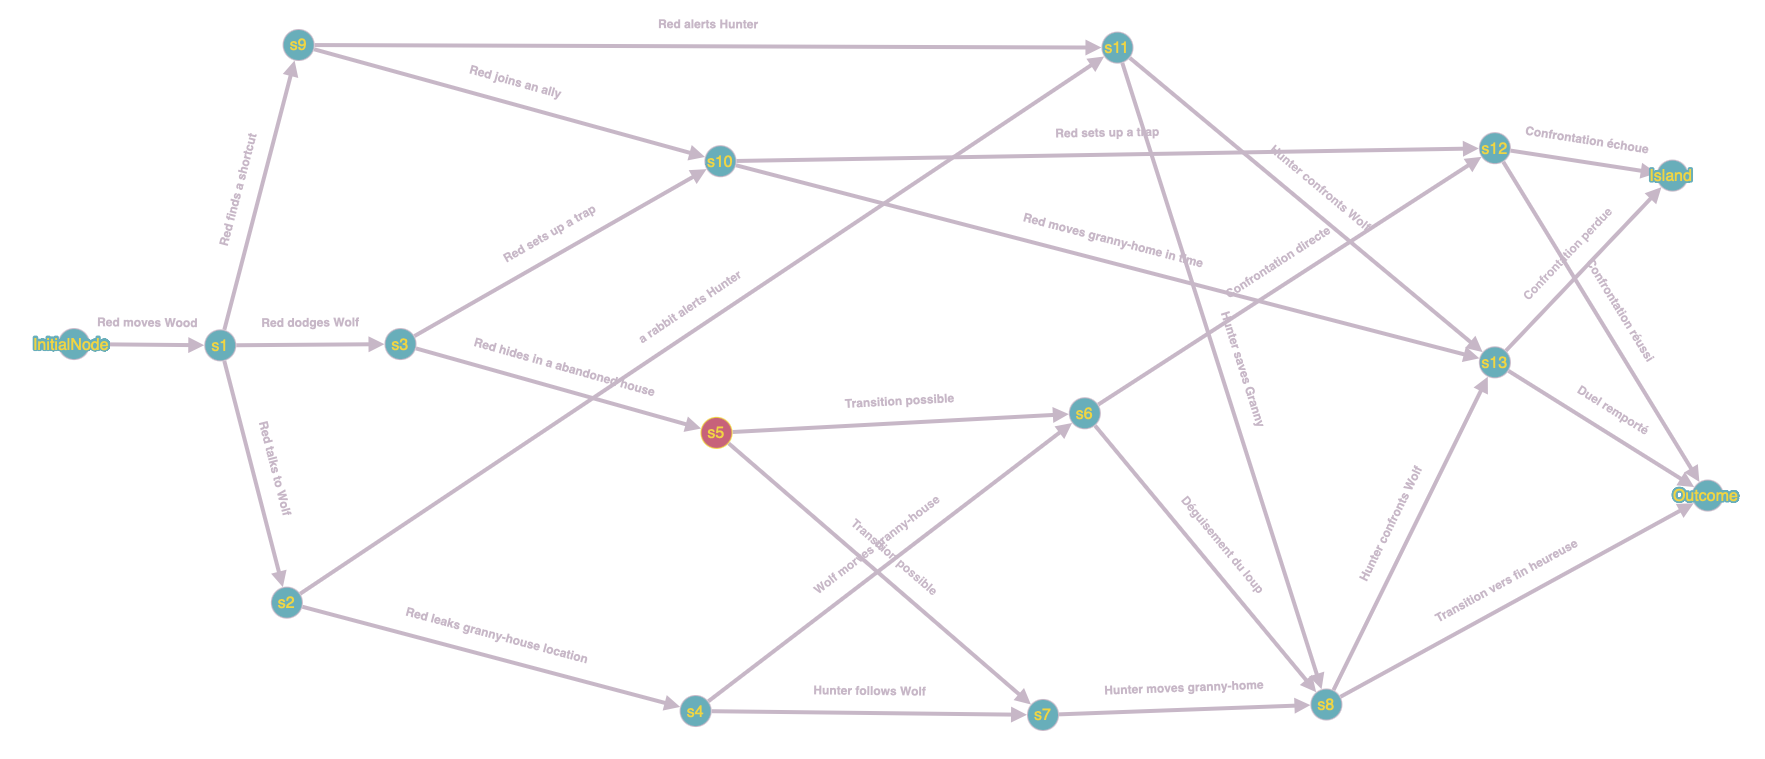 Red alerts Hunter
s9
s11
Red joins an ally
Red finds a shortcut
s10
Red sets up a trap
s12
Confrontation échoue
Island
Hunter confronts Wolf
Red sets up a trap
Red moves granny-home in time
Confrontation directe
Confrontation perdue
Confrontation réussi
a rabbit alerts Hunter
InitialNode
Red moves Wood
s1
Red dodges Wolf
s3
Red hides in a abandoned house
Hunter saves Granny
s13
Duel remporté
Transition possible
s5
s6
Red talks to Wolf
Wolf moves granny-house
Transition possible
Déguisement du loup
Hunter confronts Wolf
Outcome
Transition vers fin heureuse
s2
Red leaks granny-house location
s4
Hunter follows Wolf
s7
Hunter moves granny-home
s8